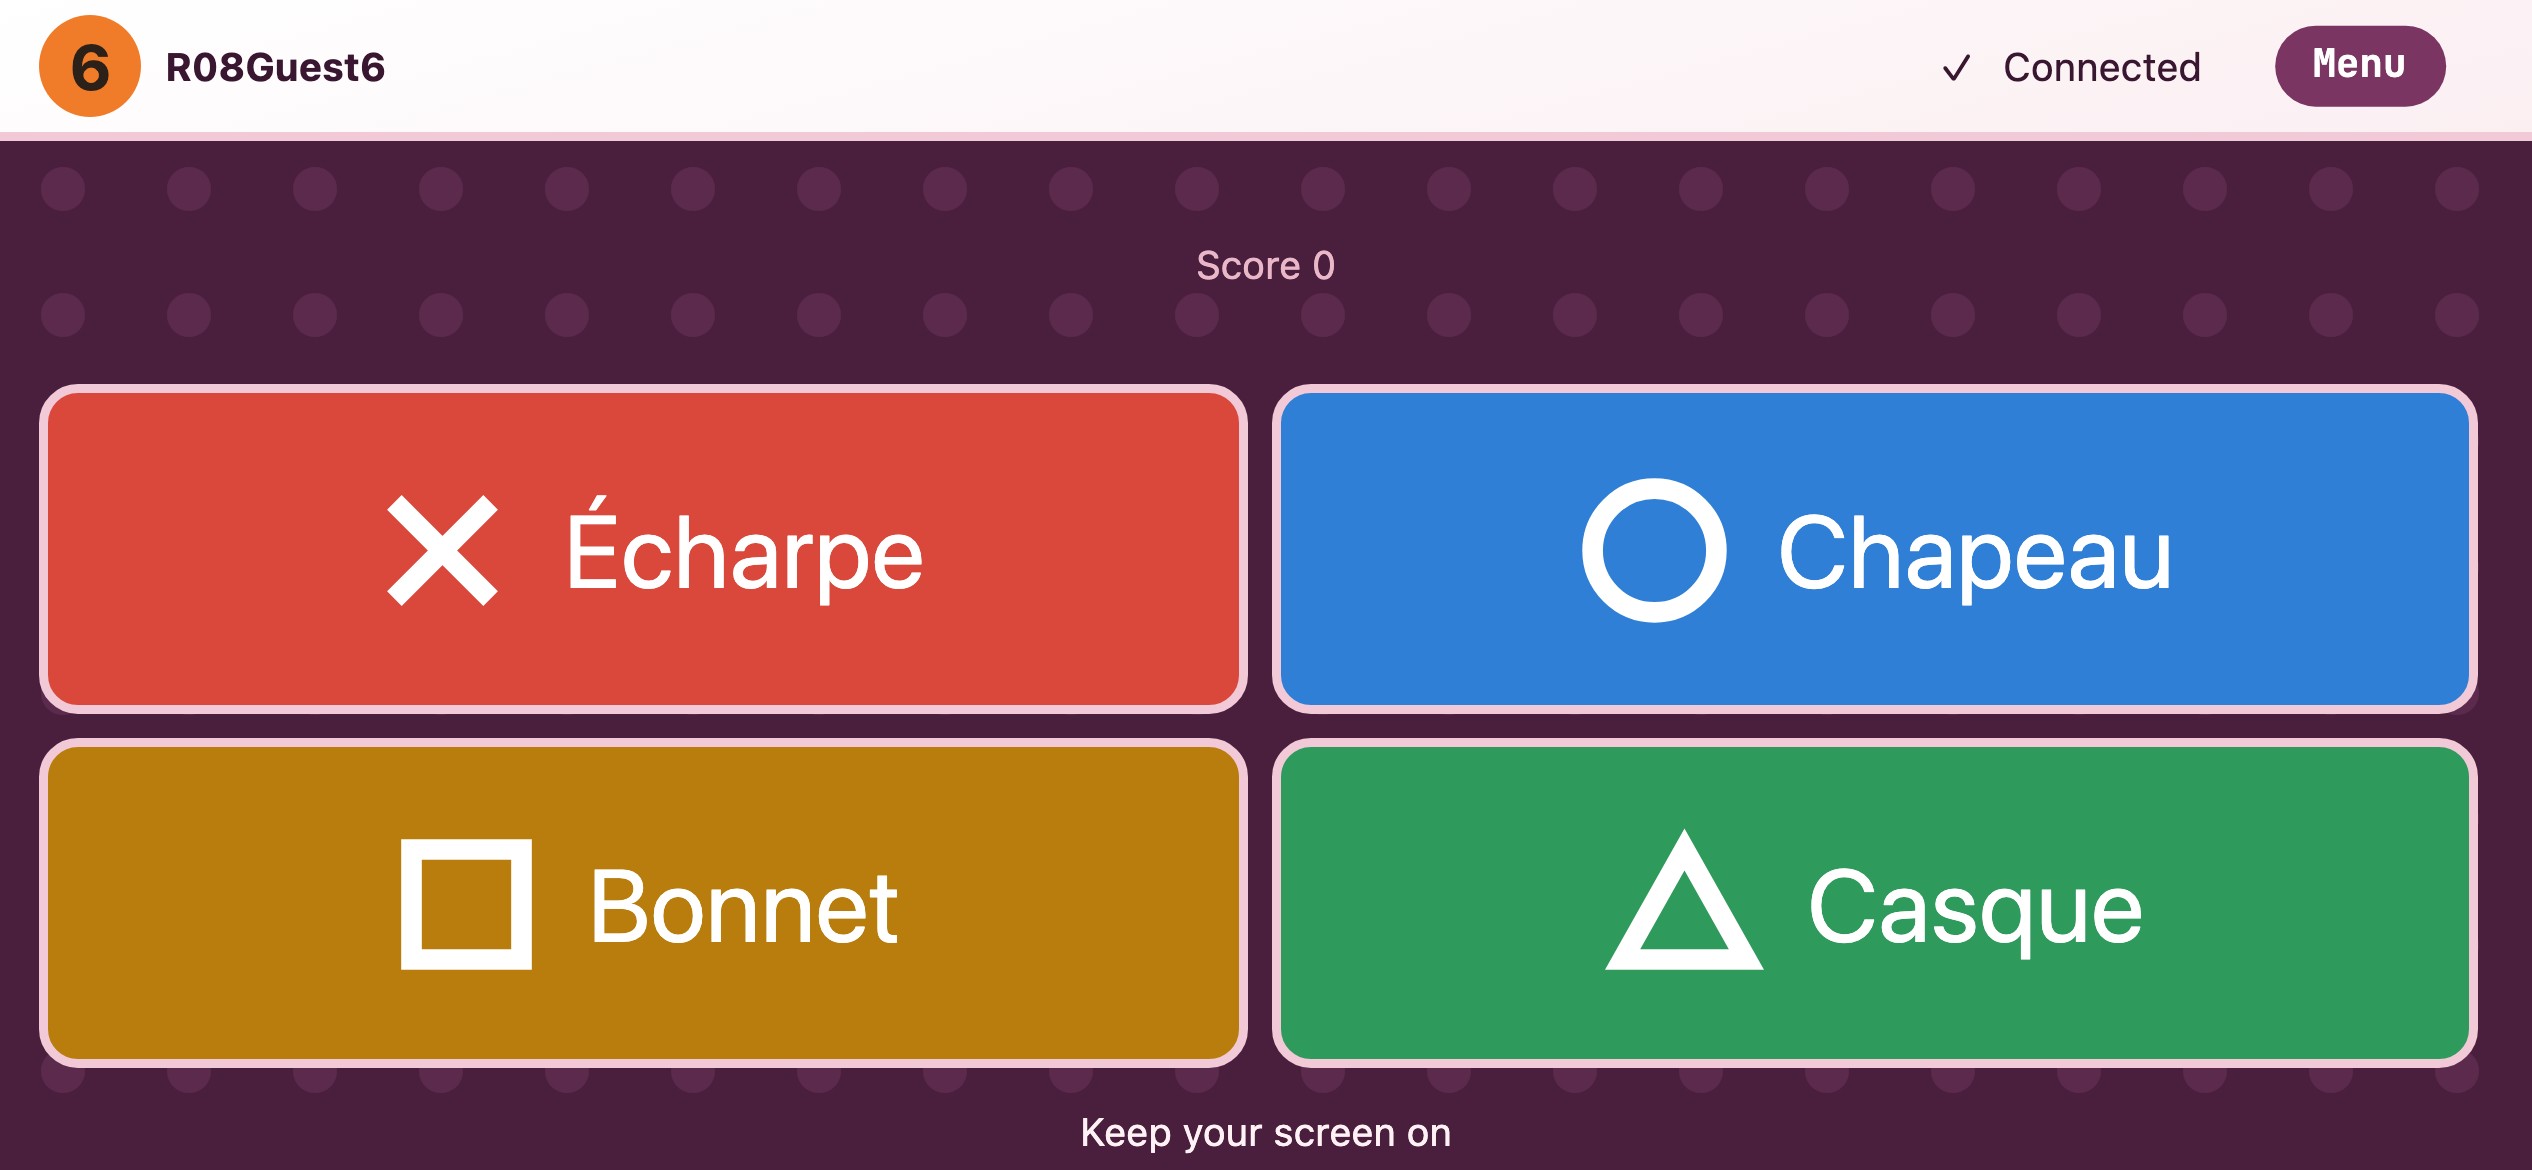 6 R08Guest6 ✓ Connected Menu
Score 0
Écharpe
Chapeau
Bonnet
Casque
Keep your screen on